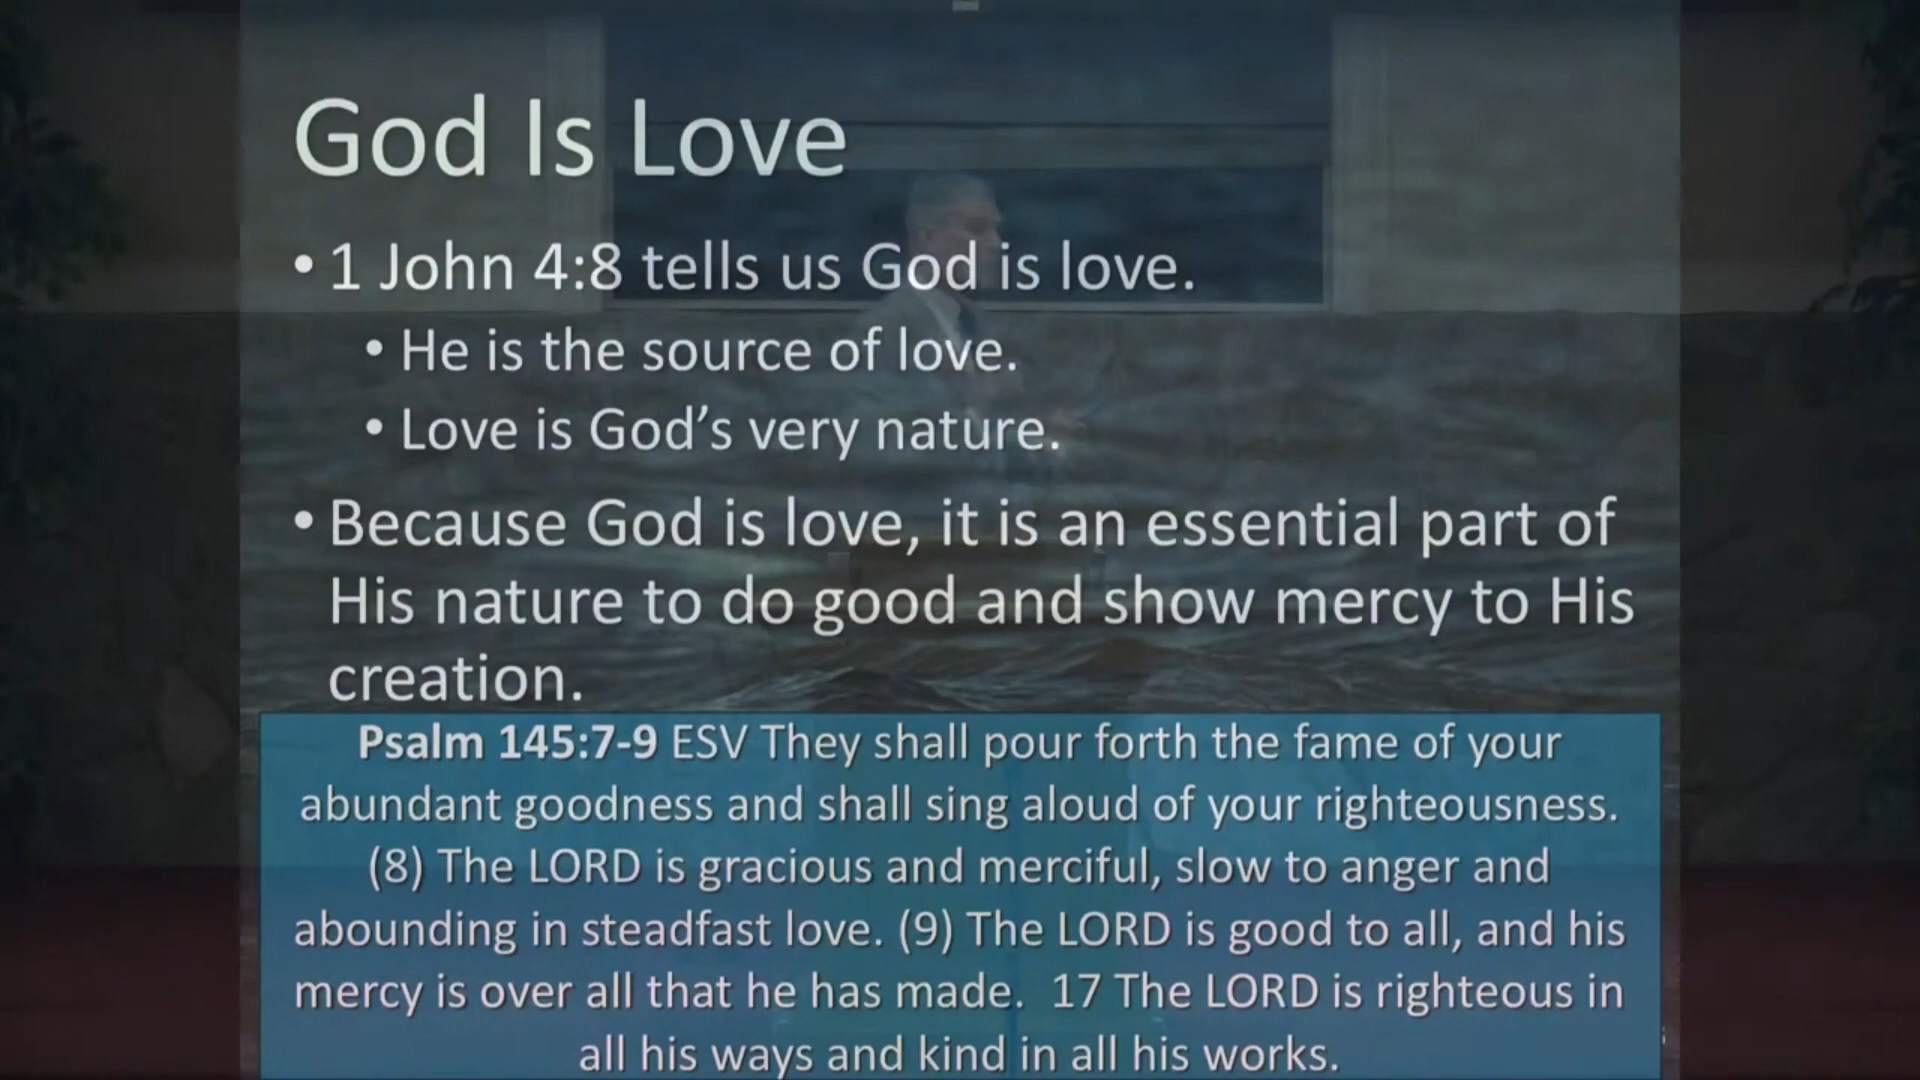 God Is Love
• 1 John 4:8 tells us God is love.
• He is the source of love.
• Love is God’s very nature.
• Because God is love, it is an essential part of
His nature to do good and show mercy to His
creation.
Psalm 145:7-9 ESV They shall pour forth the fame of your
abundant goodness and shall sing aloud of your righteousness.
(8) The LORD is gracious and merciful, slow to anger and
abounding in steadfast love. (9) The LORD is good to all, and his
mercy is over all that he has made.  17 The LORD is righteous in
all his ways and kind in all his works.